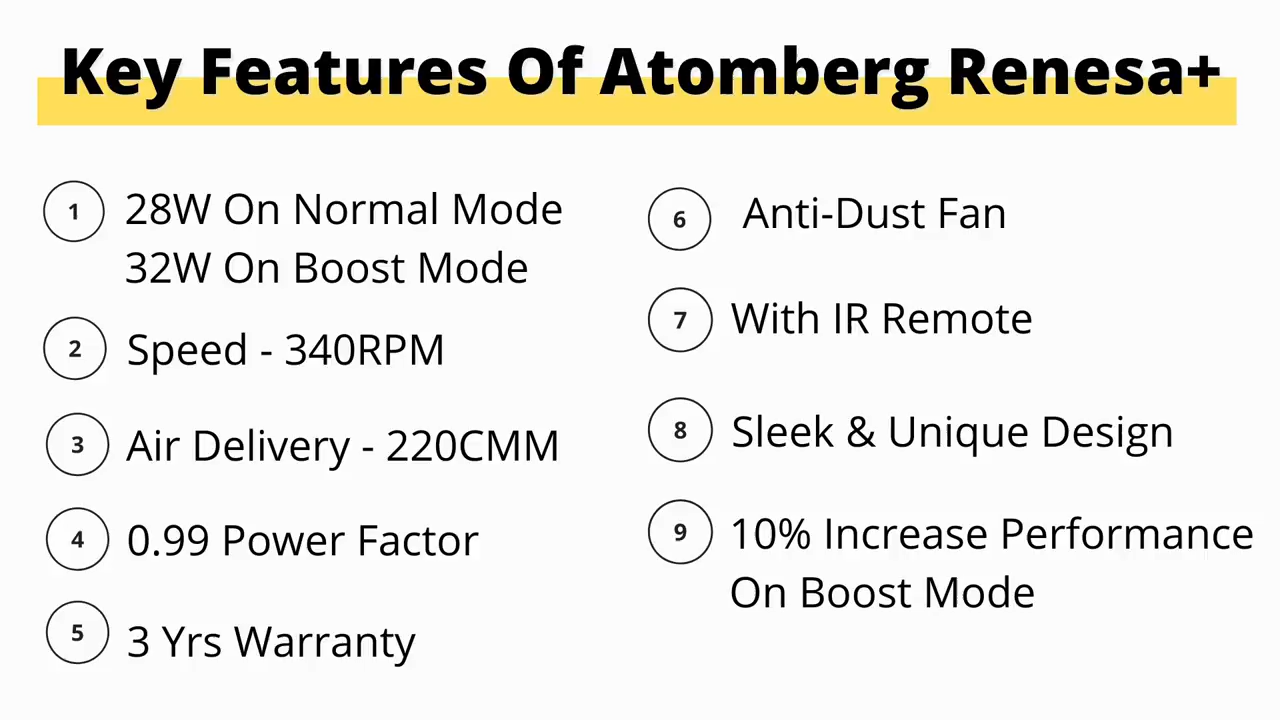 Key Features Of Atomberg Renesa+
1
28W On Normal Mode
32W On Boost Mode
2
Speed - 340RPM
3
Air Delivery - 220CMM
4
0.99 Power Factor
5
3 Yrs Warranty
6
Anti-Dust Fan
7
With IR Remote
8
Sleek & Unique Design
9
10% Increase Performance
On Boost Mode